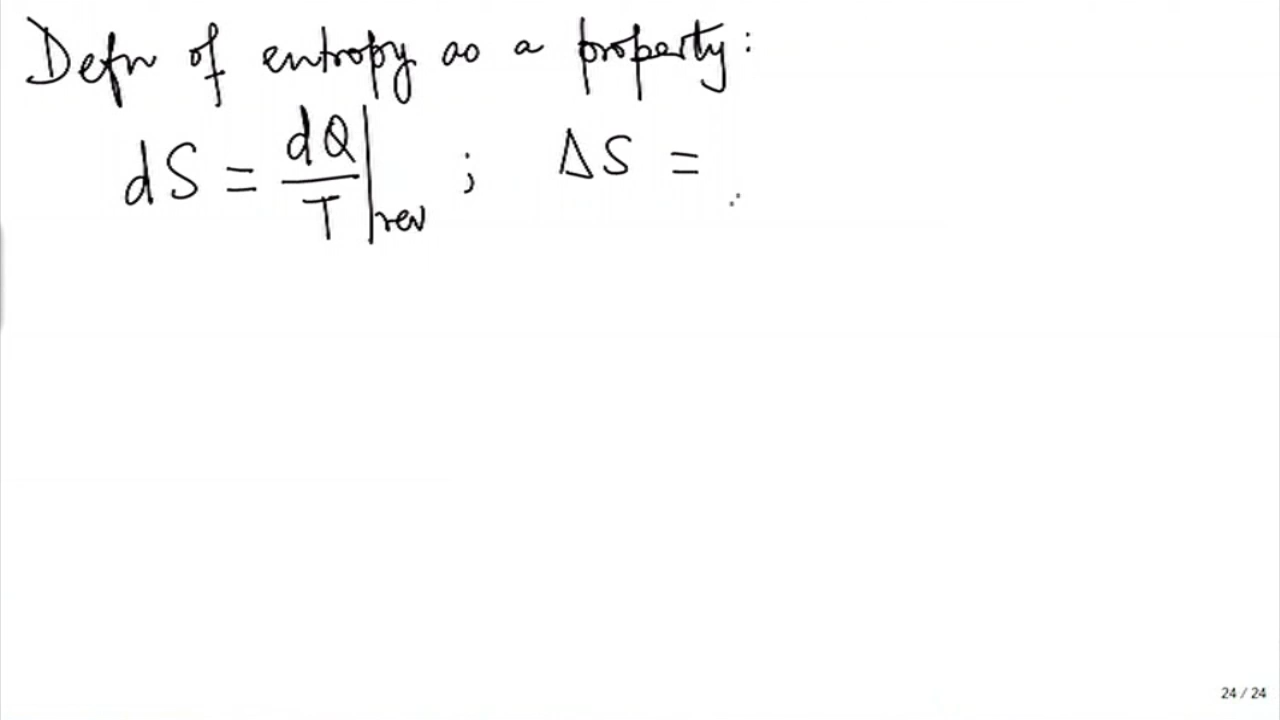 Defn of entropy as a property:
dS = dQ/T|rev ; ΔS =
24 / 24